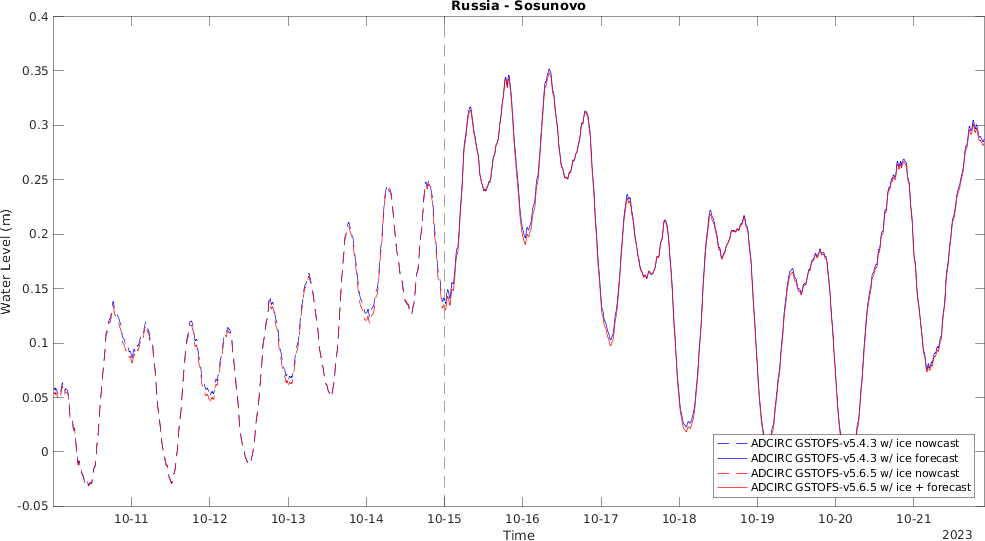 Russia - Sosunovo
0.4
0.35
0.3
0.25
0.2
0.15
0.1
0.05
0
-0.05
Water Level (m)
10-11 10-12 10-13 10-14 10-15 10-16 10-17 10-18 10-19 10-20 10-21
2023
Time
ADCIRC GSTOFS-v5.4.3 w/ ice nowcast
ADCIRC GSTOFS-v5.4.3 w/ ice forecast
ADCIRC GSTOFS-v5.6.5 w/ ice nowcast
ADCIRC GSTOFS-v5.6.5 w/ ice + forecast